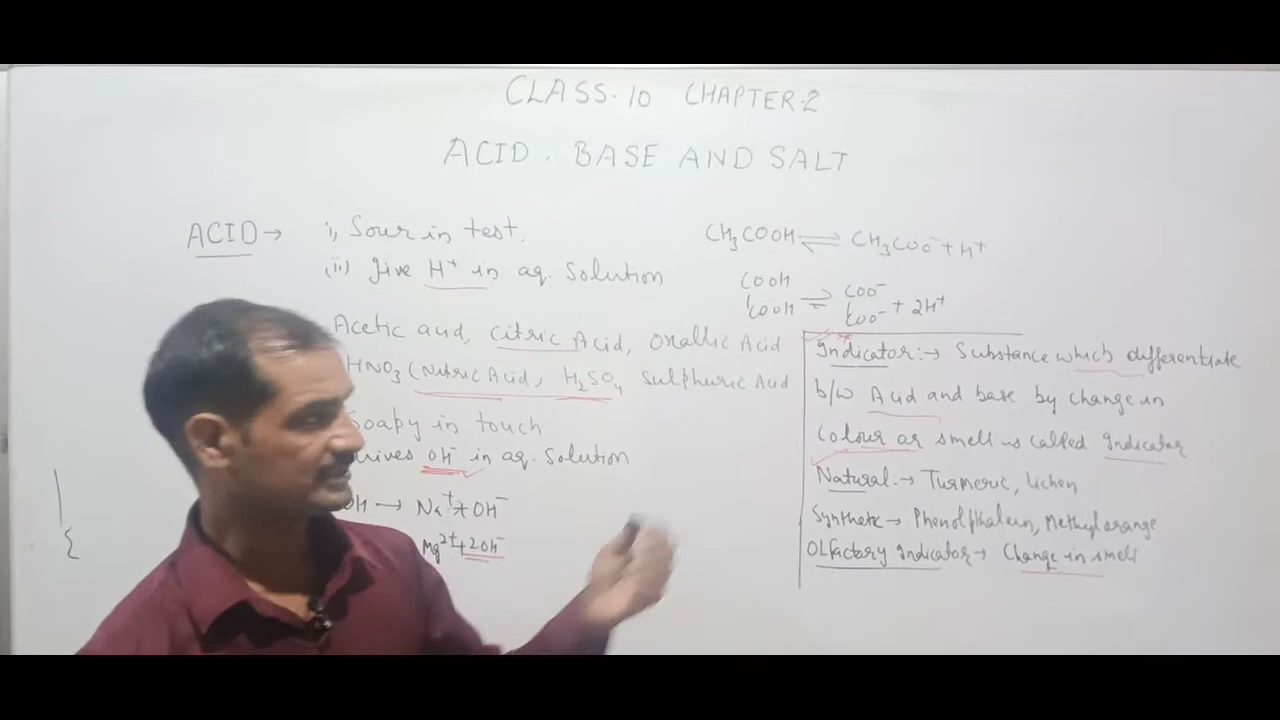 CLASS-10 CHAPTER-2
ACID, BASE AND SALT
ACID →
i, Sour in test.
(ii) give H⁺ in aq. Solution
Acetic acid, Citric Acid, Oxallic Acid
HNO₃ (Nitric Acid, H₂SO₄ Sulphuric Acid
Soapy in touch
OH⁻ in aq. Solution
OH → Na⁺ + OH⁻
Mg²⁺ + 2OH⁻
CH₃COOH ⇌ CH₃COO⁻ + H⁺
COOH COO⁻
COOH ⇌ COO⁻ + 2H⁺
Indicator:→ Substance which differentiate
b/w Acid and base by change in
Colour or smell is called Indicator
Natural:→ Turmeric, Lichen
Synthetic → Phenolphalein, Methyl orange
Olfactory Indicator → Change in smell